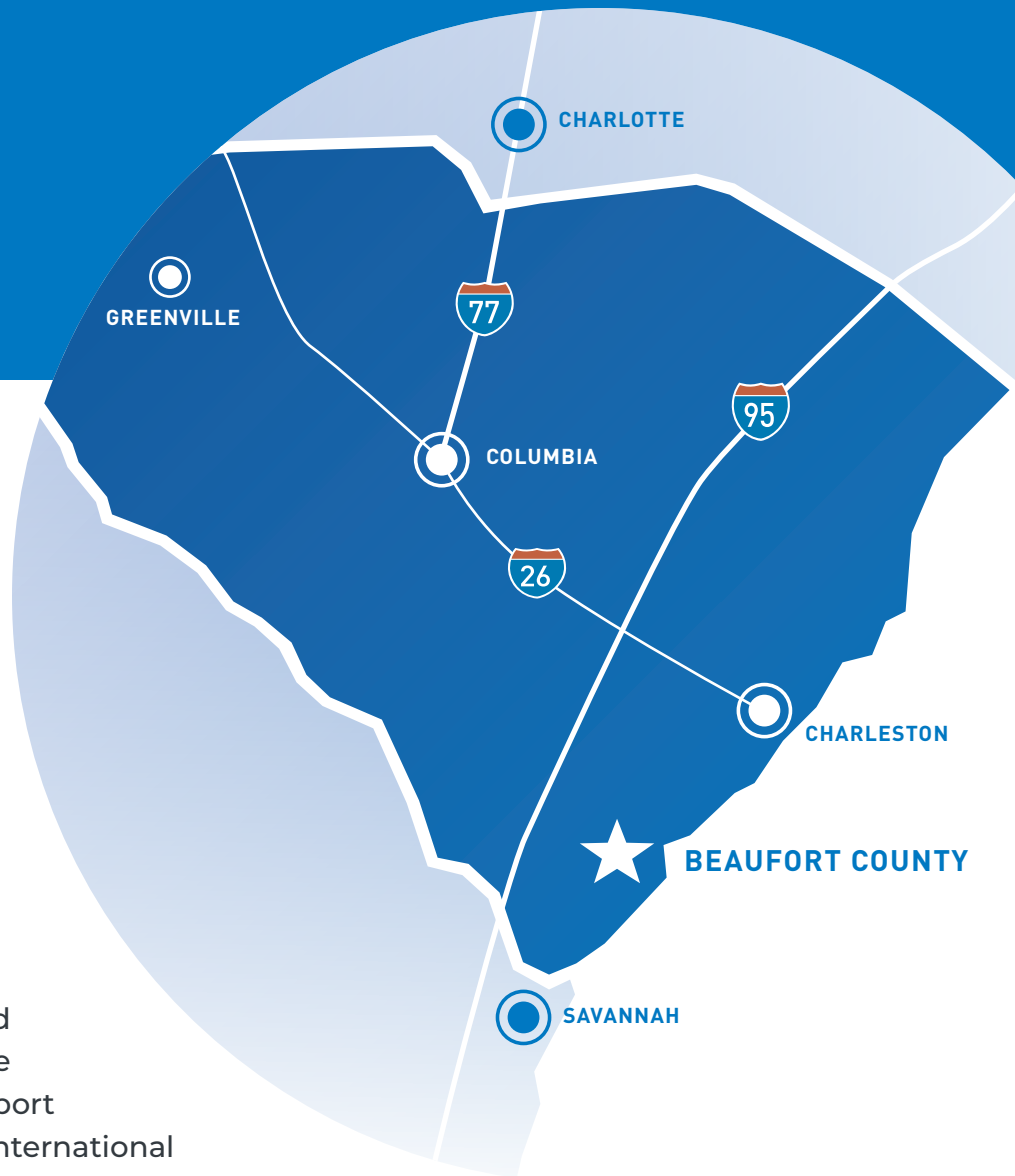 CHARLOTTE
GREENVILLE
77
95
COLUMBIA
26
CHARLESTON
BEAUFORT COUNTY
SAVANNAH